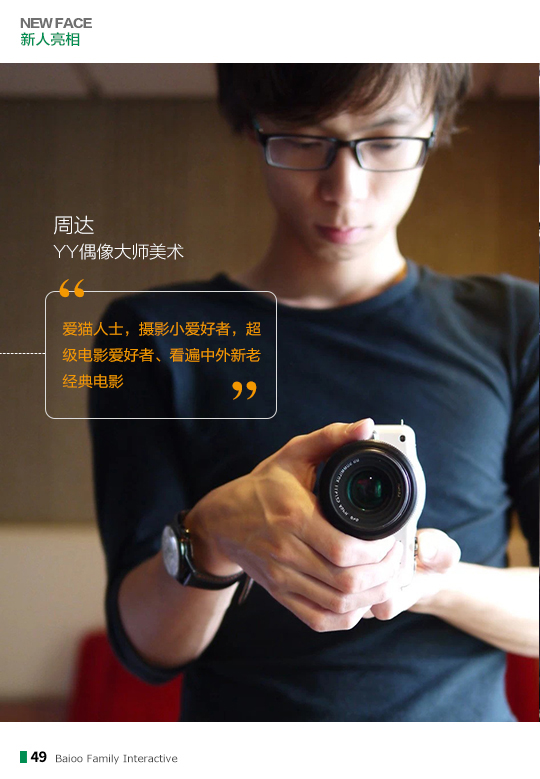 NEW FACE
新人亮相
周达
YY偶像大师美术
“
爱猫人士，摄影小爱好者，超
级电影爱好者、看遍中外新老
经典电影
”
49 Baioo Family Interactive